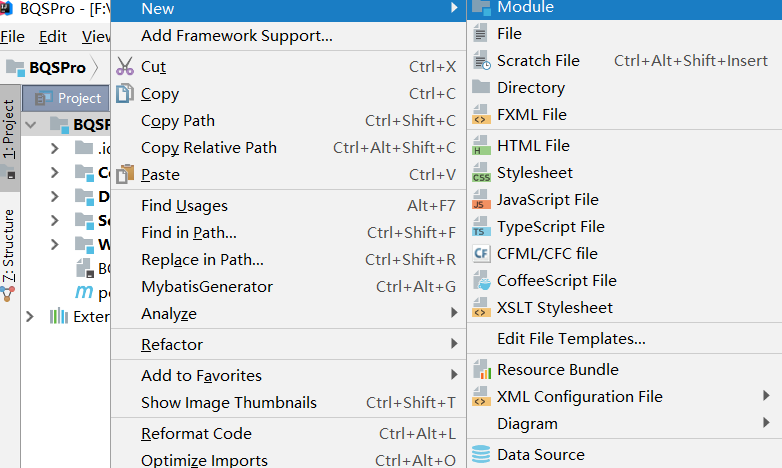 BQSPro - [F:\
File Edit View
BQSPro
1: Project
7: Structure
Project
BQSP
.id
Co
D
Se
W
BQ
m po
Exter
New
Add Framework Support...
Cut Ctrl+X
Copy Ctrl+C
Copy Path Ctrl+Shift+C
Copy Relative Path Ctrl+Alt+Shift+C
Paste Ctrl+V
Find Usages Alt+F7
Find in Path... Ctrl+Shift+F
Replace in Path... Ctrl+Shift+R
MybatisGenerator Ctrl+Alt+G
Analyze
Refactor
Add to Favorites
Show Image Thumbnails Ctrl+Shift+T
Reformat Code Ctrl+Alt+L
Optimize Imports Ctrl+Alt+O
Module
File
Scratch File Ctrl+Alt+Shift+Insert
Directory
FXML File
HTML File
Stylesheet
JavaScript File
TypeScript File
CFML/CFC file
CoffeeScript File
XSLT Stylesheet
Edit File Templates...
Resource Bundle
XML Configuration File
Diagram
Data Source